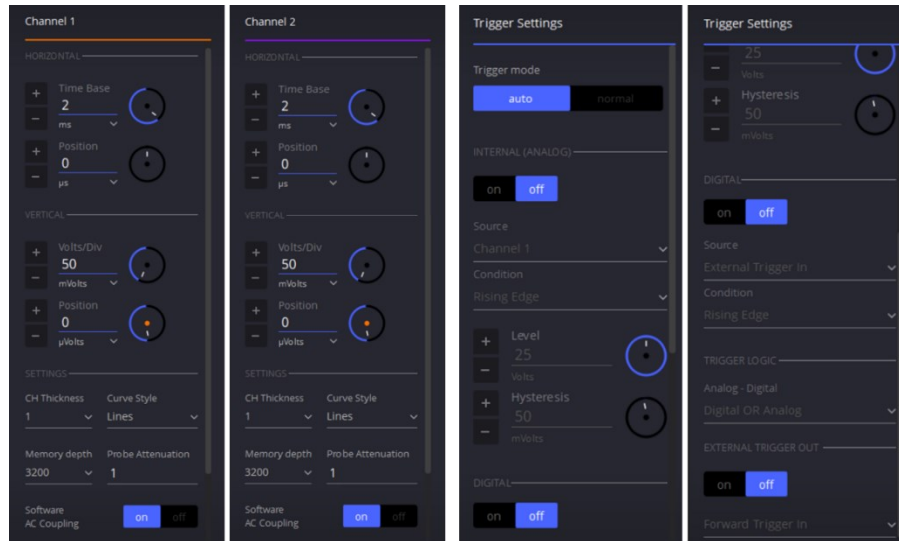 Channel 1
HORIZONTAL
+
Time Base
2
-
ms
+
Position
0
-
µs
VERTICAL
+
Volts/Div
50
-
mVolts
+
Position
0
-
µVolts
SETTINGS
CH Thickness Curve Style
1 Lines
Memory depth Probe Attenuation
3200 1
Software
AC Coupling on off
Channel 2
HORIZONTAL
+
Time Base
2
-
ms
+
Position
0
-
µs
VERTICAL
+
Volts/Div
50
-
mVolts
+
Position
0
-
µVolts
SETTINGS
CH Thickness Curve Style
1 Lines
Memory depth Probe Attenuation
3200 1
Software
AC Coupling on off
Trigger Settings
Trigger mode
auto normal
INTERNAL (ANALOG)
on off
Source
Channel 1
Condition
Rising Edge
+
Level
25
-
Volts
+
Hysteresis
50
-
mVolts
DIGITAL
on off
Trigger Settings
25
-
Volts
+
Hysteresis
50
-
mVolts
DIGITAL
on off
Source
External Trigger In
Condition
Rising Edge
TRIGGER LOGIC
Analog - Digital
Digital OR Analog
EXTERNAL TRIGGER OUT
on off
Forward Trigger In